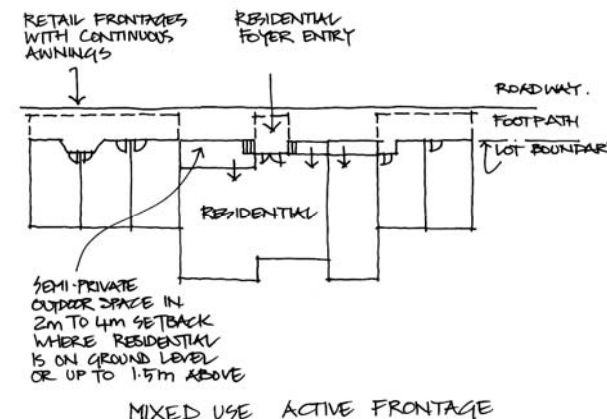 RETAIL FRONTAGES
WITH CONTINUOUS
AWNINGS
RESIDENTIAL
FOYER ENTRY
ROADWAY.
FOOTPATH
LOT BOUNDAR
RESIDENTIAL
SEMI-PRIVATE
OUTDOOR SPACE IN
2m TO 4m SETBACK
WHERE RESIDENTIAL
IS ON GROUND LEVEL
OR UP TO 1.5m ABOVE
MIXED USE ACTIVE FRONTAGE